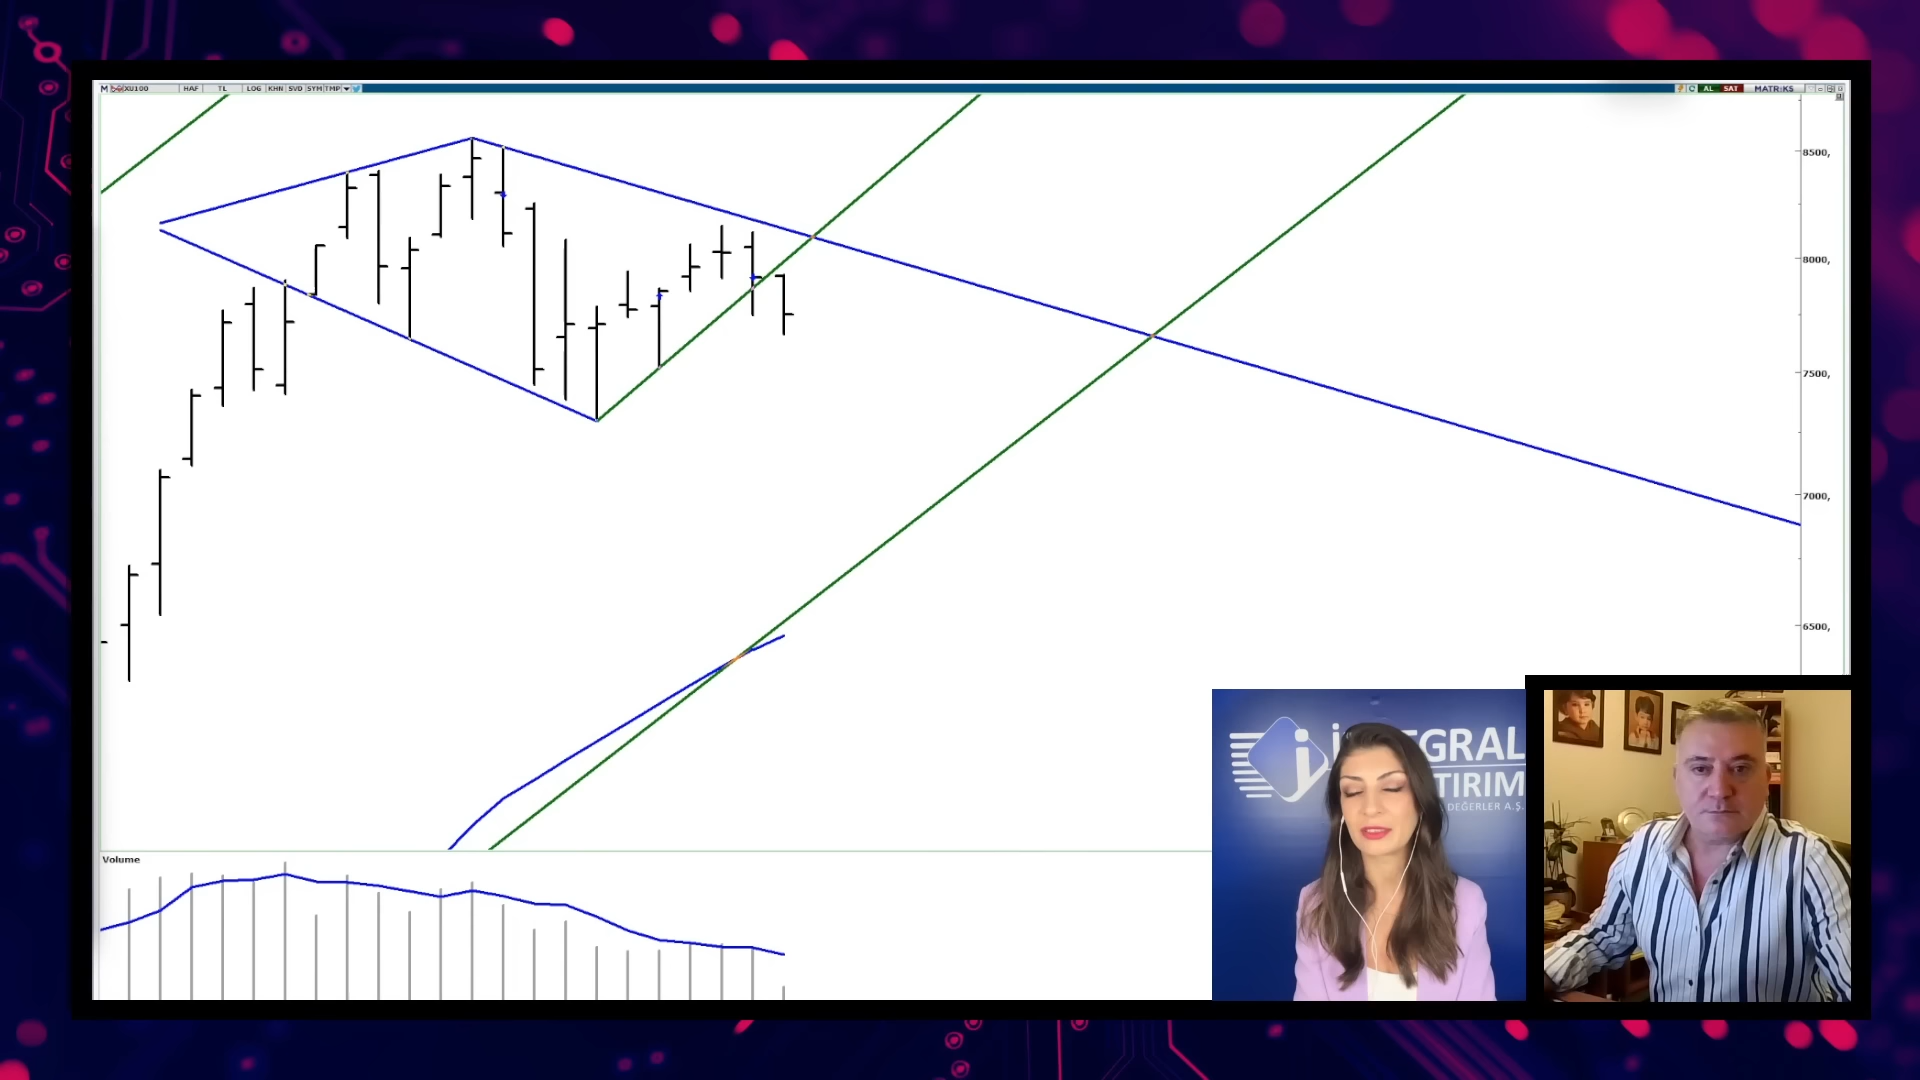 M XU100 HAF TL LOG KHN SVD SYM TMP
C AL SAT MATRiKS
8500,
8000,
7500,
7000,
6500,
Volume
GRAL
TIRIM
DEĞERLER A.Ş.